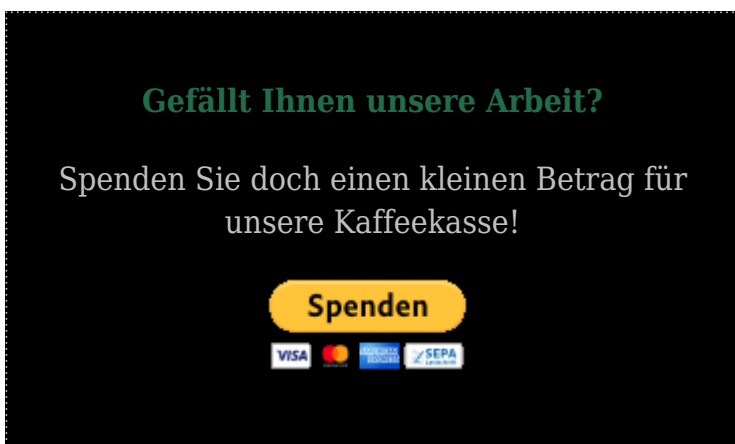 Gefällt Ihnen unsere Arbeit?
Spenden Sie doch einen kleinen Betrag für
unsere Kaffeekasse!
Spenden
VISA
SEPA